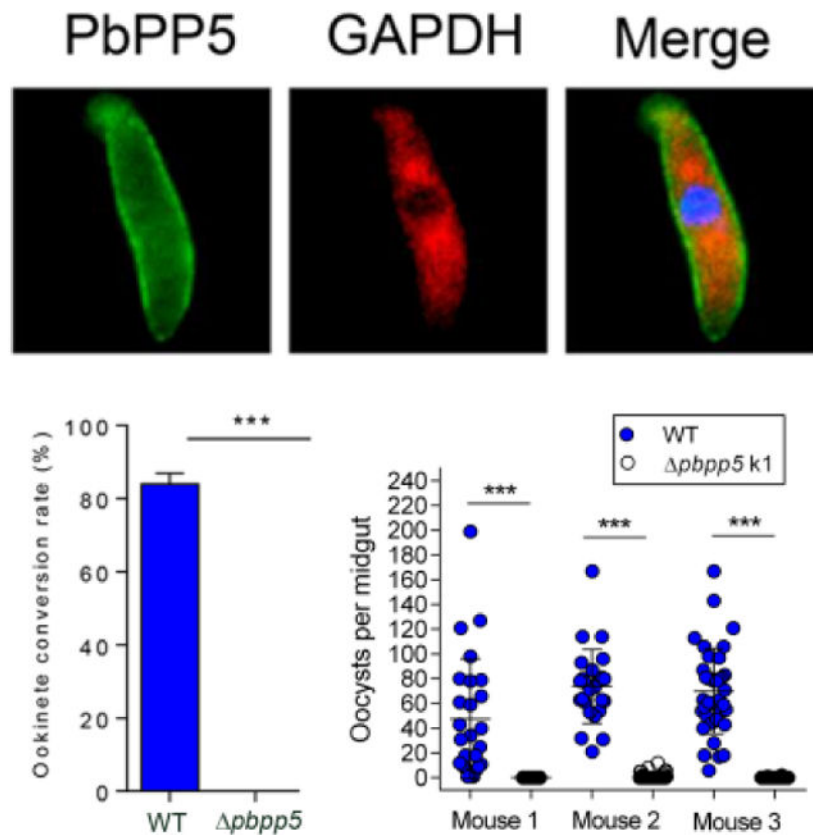 PbPP5 GAPDH Merge
Ookinete conversion rate (%)
100
80
60
40
20
0
***
WT Δpbpp5
WT
Δpbpp5 k1
Oocysts per midgut
240
220
200
180
160
140
120
100
80
60
40
20
0
*** *** ***
Mouse 1 Mouse 2 Mouse 3